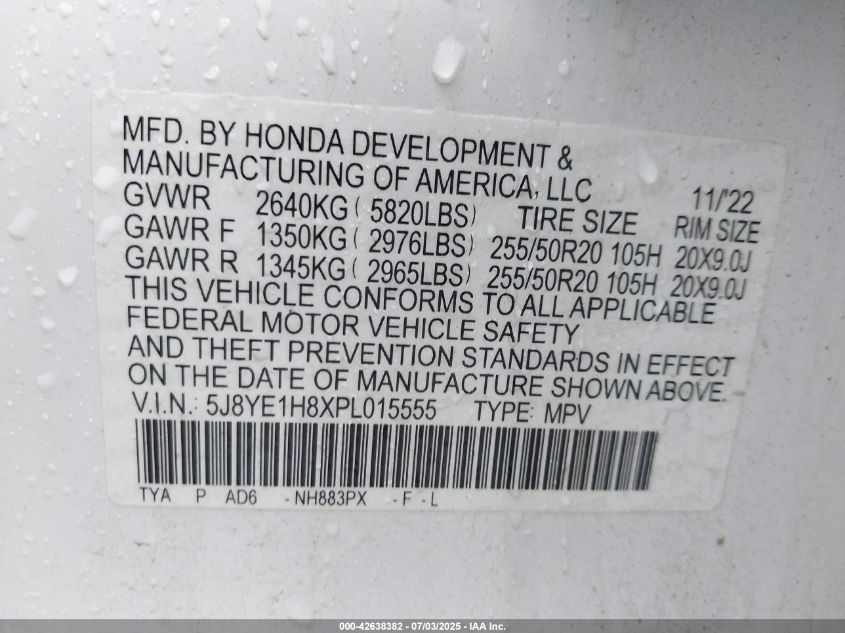 MFD. BY HONDA DEVELOPMENT &
MANUFACTURING OF AMERICA, LLC 11/'22
GVWR 2640KG ( 5820LBS) TIRE SIZE RIM SIZE
GAWR F 1350KG ( 2976LBS) 255/50R20 105H 20X9.0J
GAWR R 1345KG ( 2965LBS) 255/50R20 105H 20X9.0J
THIS VEHICLE CONFORMS TO ALL APPLICABLE
FEDERAL MOTOR VEHICLE SAFETY
AND THEFT PREVENTION STANDARDS IN EFFECT
ON THE DATE OF MANUFACTURE SHOWN ABOVE.
V.I.N.: 5J8YE1H8XPL015555 TYPE: MPV
TYA P AD6 -NH883PX -F -L
000-42638382 - 07/03/2025 - IAA Inc.